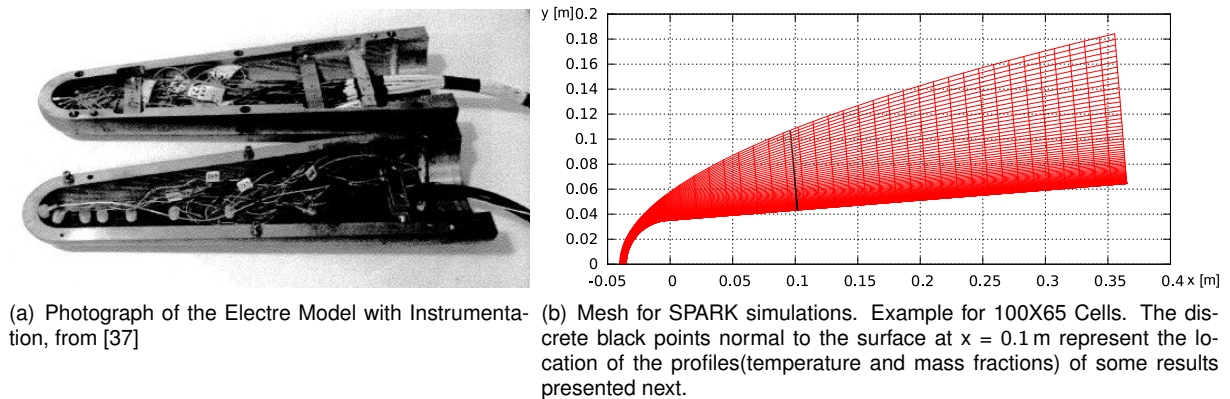 y [m]
0.2
0.18
0.16
0.14
0.12
0.1
0.08
0.06
0.04
0.02
0
-0.05 0 0.05 0.1 0.15 0.2 0.25 0.3 0.35 0.4 x [m]
(a) Photograph of the Electre Model with Instrumenta-
tion, from [37]
(b) Mesh for SPARK simulations. Example for 100X65 Cells. The dis-
crete black points normal to the surface at x = 0.1 m represent the lo-
cation of the profiles(temperature and mass fractions) of some results
presented next.